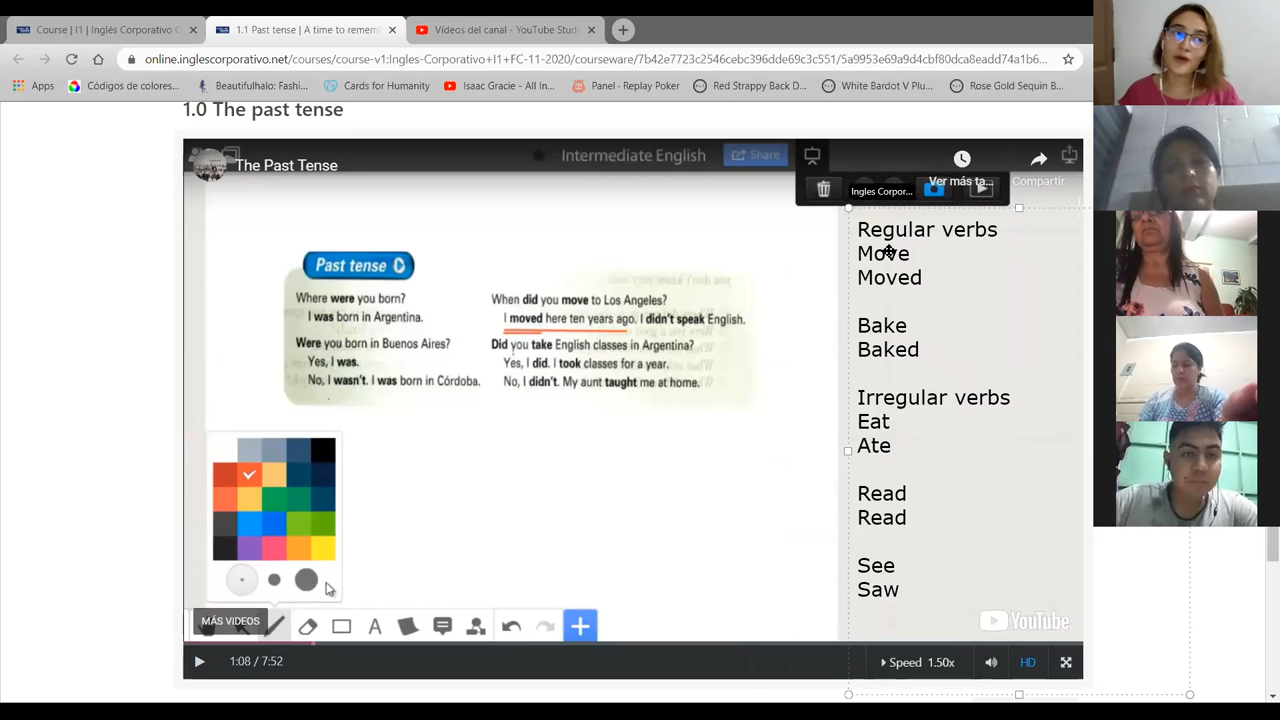 Course | I1 | Inglés Corporativo C
1.1 Past tense | A time to remem
Vídeos del canal - YouTube Studi
online.inglescorporativo.net/courses/course-v1:Ingles-Corporativo+I1+FC-11-2020/courseware/7b42e7723c2546cebc396dde69c3c551/5a9953e69a9d4cbf80dca8eadd74a1b6...
Apps
Códigos de colores...
Beautifulhalo: Fashi...
Cards for Humanity
Isaac Gracie - All In...
Panel - Replay Poker
Red Strappy Back D...
White Bardot V Plu...
Rose Gold Sequin B...
1.0 The past tense
The Past Tense
Intermediate English
Share
Ver más ta...
Compartir
Ingles Corpor...
Past tense
Where were you born?
I was born in Argentina.
Were you born in Buenos Aires?
Yes, I was.
No, I wasn't. I was born in Córdoba.
When did you move to Los Angeles?
I moved here ten years ago. I didn't speak English.
Did you take English classes in Argentina?
Yes, I did. I took classes for a year.
No, I didn't. My aunt taught me at home.
Regular verbs
Move
Moved
Bake
Baked
Irregular verbs
Eat
Ate
Read
Read
See
Saw
MÁS VIDEOS
A
YouTube
1:08 / 7:52
Speed 1.50x
HD